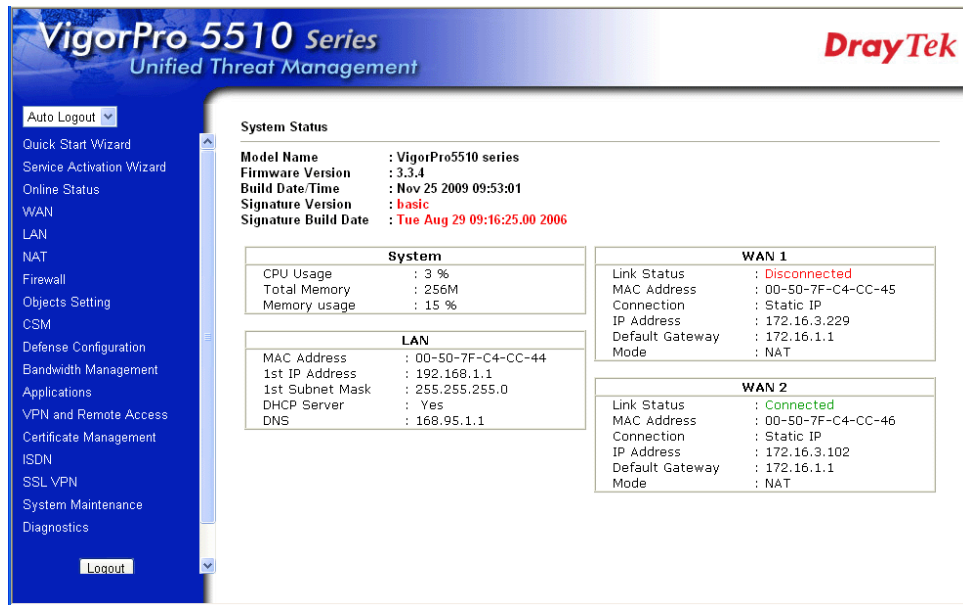 VigorPro 5510 Series
Unified Threat Management
DrayTek
Auto Logout
Quick Start Wizard
Service Activation Wizard
Online Status
WAN
LAN
NAT
Firewall
Objects Setting
CSM
Defense Configuration
Bandwidth Management
Applications
VPN and Remote Access
Certificate Management
ISDN
SSL VPN
System Maintenance
Diagnostics
Logout
System Status
Model Name : VigorPro5510 series
Firmware Version : 3.3.4
Build Date/Time : Nov 25 2009 09:53:01
Signature Version : basic
Signature Build Date : Tue Aug 29 09:16:25.00 2006
System
CPU Usage : 3 %
Total Memory : 256M
Memory usage : 15 %
LAN
MAC Address : 00-50-7F-C4-CC-44
1st IP Address : 192.168.1.1
1st Subnet Mask : 255.255.255.0
DHCP Server : Yes
DNS : 168.95.1.1
WAN 1
Link Status : Disconnected
MAC Address : 00-50-7F-C4-CC-45
Connection : Static IP
IP Address : 172.16.3.229
Default Gateway : 172.16.1.1
Mode : NAT
WAN 2
Link Status : Connected
MAC Address : 00-50-7F-C4-CC-46
Connection : Static IP
IP Address : 172.16.3.102
Default Gateway : 172.16.1.1
Mode : NAT